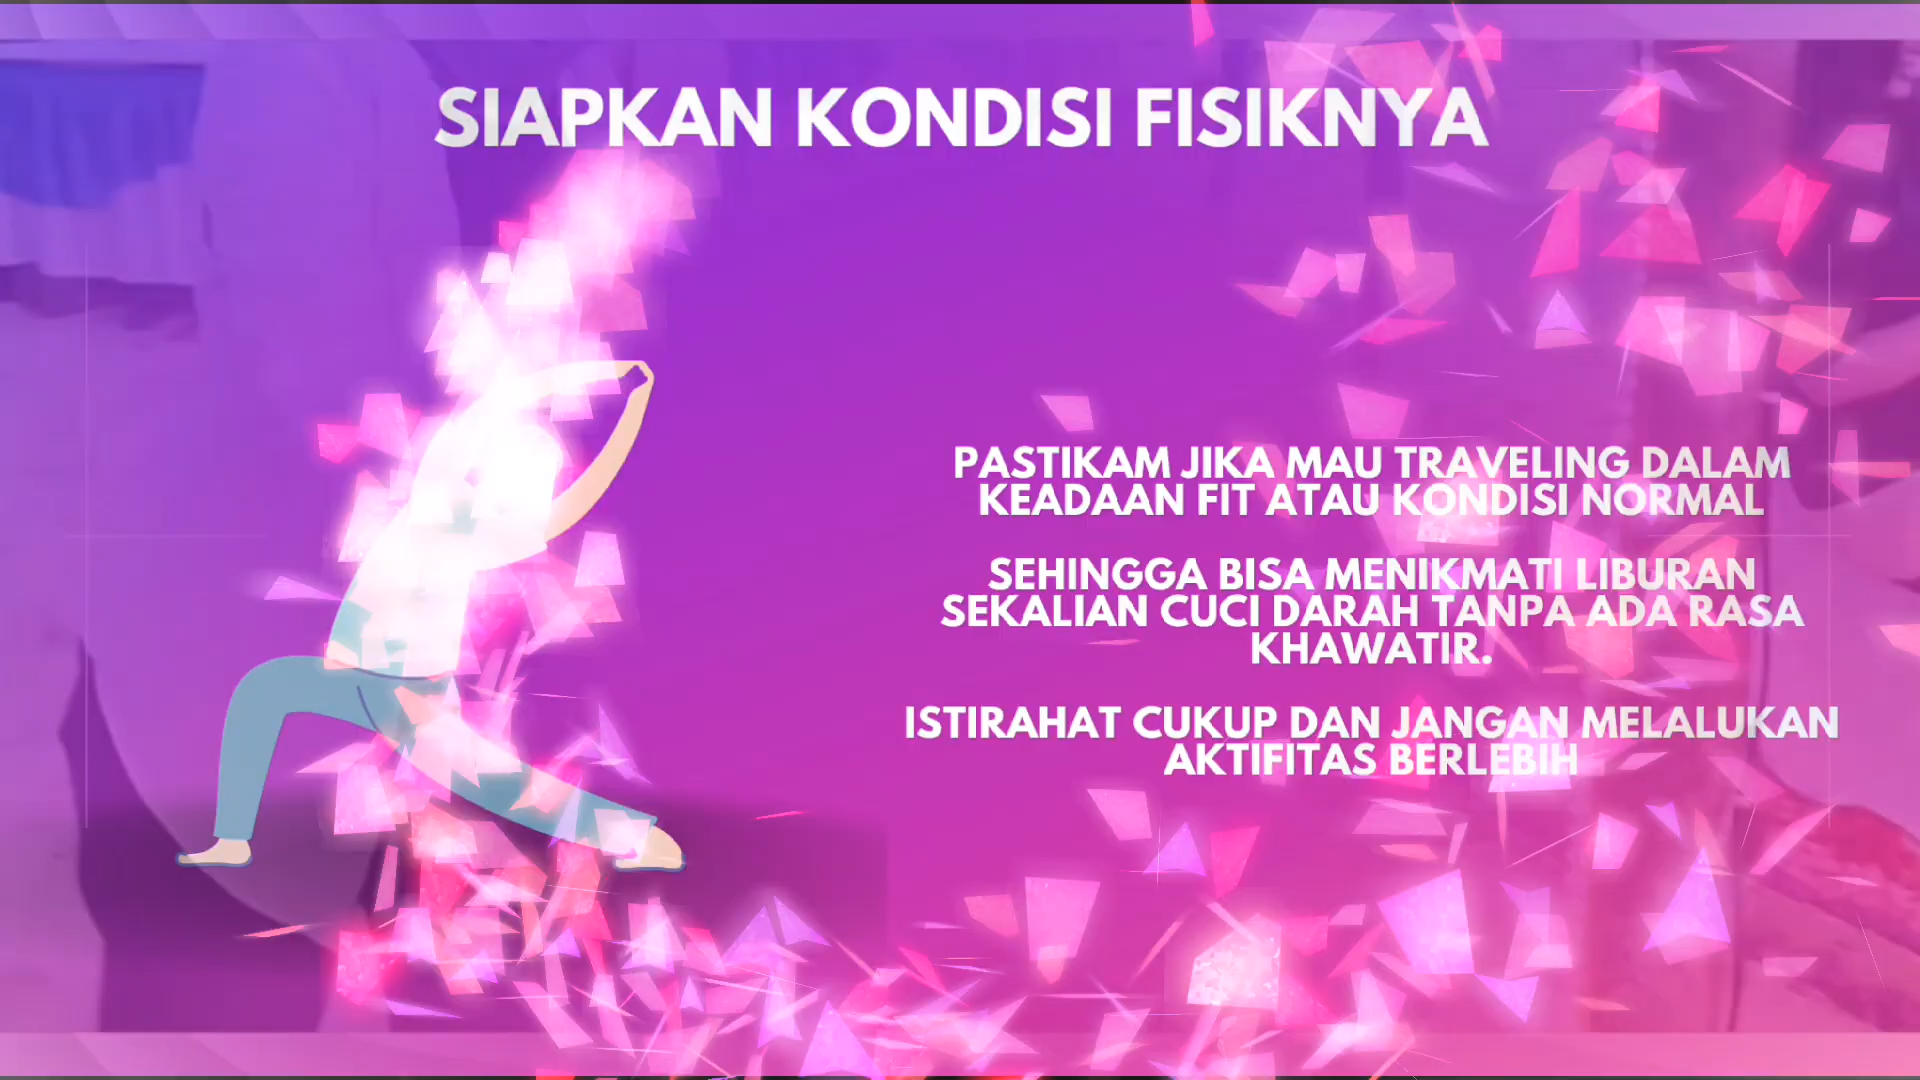 SIAPKAN KONDISI FISIKNYA
PASTIKAM JIKA MAU TRAVELING DALAM
KEADAAN FIT ATAU KONDISI NORMAL
SEHINGGA BISA MENIKMATI LIBURAN
SEKALIAN CUCI DARAH TANPA ADA RASA
KHAWATIR.
ISTIRAHAT CUKUP DAN JANGAN MELALUKAN
AKTIFITAS BERLEBIH